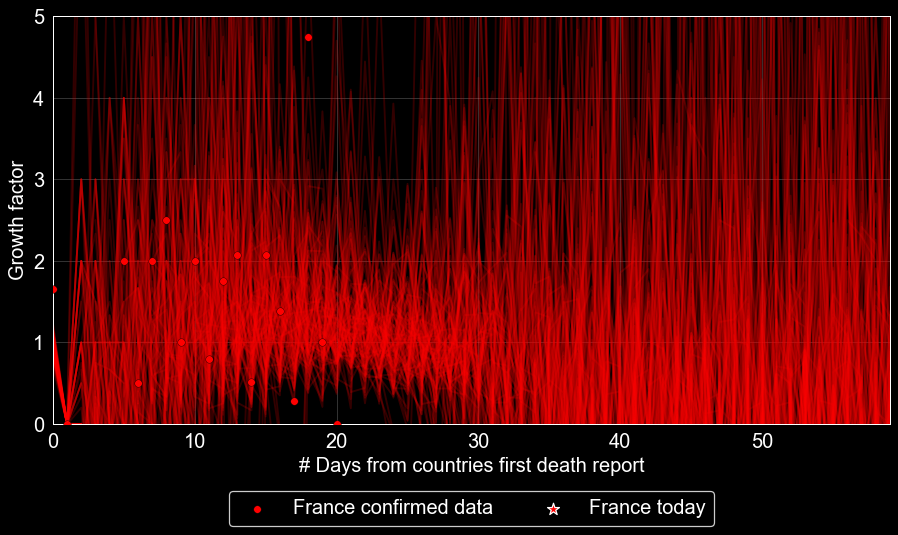 5
4
3
2
1
0
Growth factor
0 10 20 30 40 50
# Days from countries first death report
France confirmed data France today